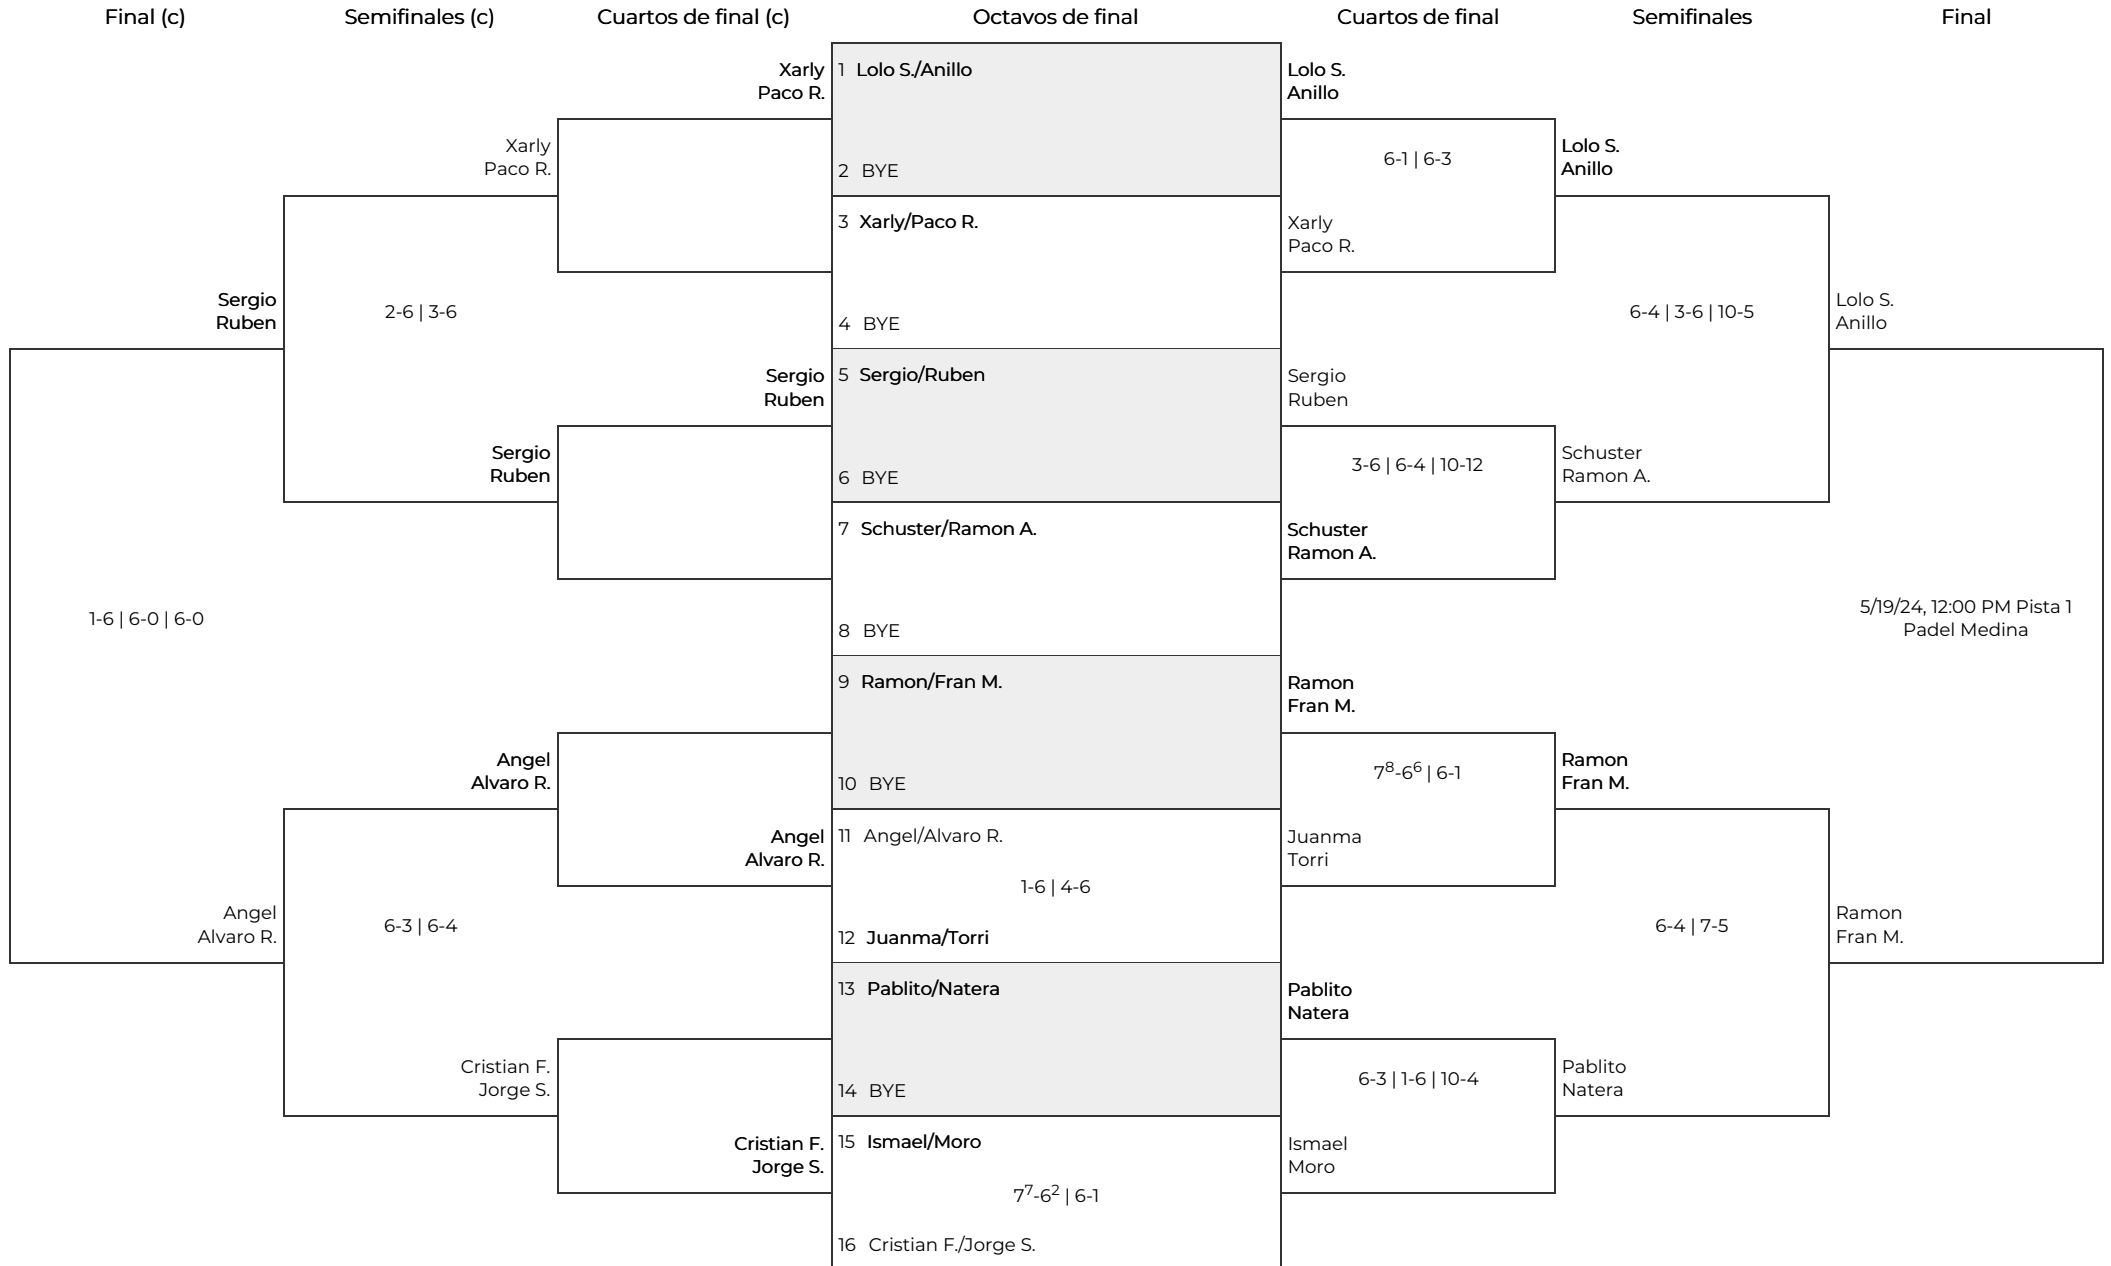 Final (c)
Semifinales (c)
Cuartos de final (c)
Octavos de final
Cuartos de final
Semifinales
Final
Sergio
Ruben
1-6 | 6-0 | 6-0
Angel
Alvaro R.
Xarly
Paco R.
2-6 | 3-6
Sergio
Ruben
Angel
Alvaro R.
6-3 | 6-4
Cristian F.
Jorge S.
Xarly
Paco R.
Sergio
Ruben
Angel
Alvaro R.
Cristian F.
Jorge S.
1 Lolo S./Anillo
2 BYE
3 Xarly/Paco R.
4 BYE
5 Sergio/Ruben
6 BYE
7 Schuster/Ramon A.
8 BYE
9 Ramon/Fran M.
10 BYE
11 Angel/Alvaro R.
1-6 | 4-6
12 Juanma/Torri
13 Pablito/Natera
14 BYE
15 Ismael/Moro
7⁷-6² | 6-1
16 Cristian F./Jorge S.
Lolo S.
Anillo
6-1 | 6-3
Xarly
Paco R.
Sergio
Ruben
3-6 | 6-4 | 10-12
Schuster
Ramon A.
Ramon
Fran M.
7⁸-6⁶ | 6-1
Juanma
Torri
Pablito
Natera
6-3 | 1-6 | 10-4
Ismael
Moro
Lolo S.
Anillo
6-4 | 3-6 | 10-5
Schuster
Ramon A.
Ramon
Fran M.
6-4 | 7-5
Pablito
Natera
Lolo S.
Anillo
5/19/24, 12:00 PM Pista 1
Padel Medina
Ramon
Fran M.